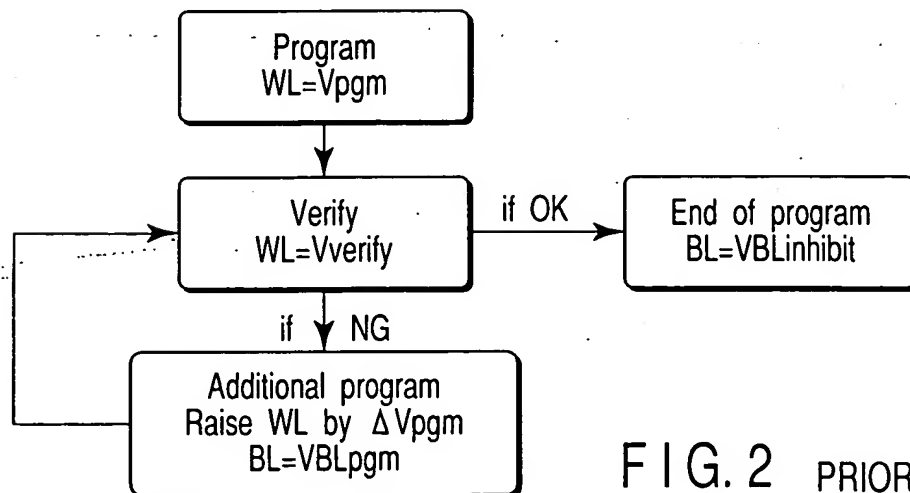 Program
WL=Vpgm
Verify
WL=Vverify
if OK
End of program
BL=VBLinhibit
if NG
Additional program
Raise WL by ΔVpgm
BL=VBLpgm
FIG. 2 PRIOR